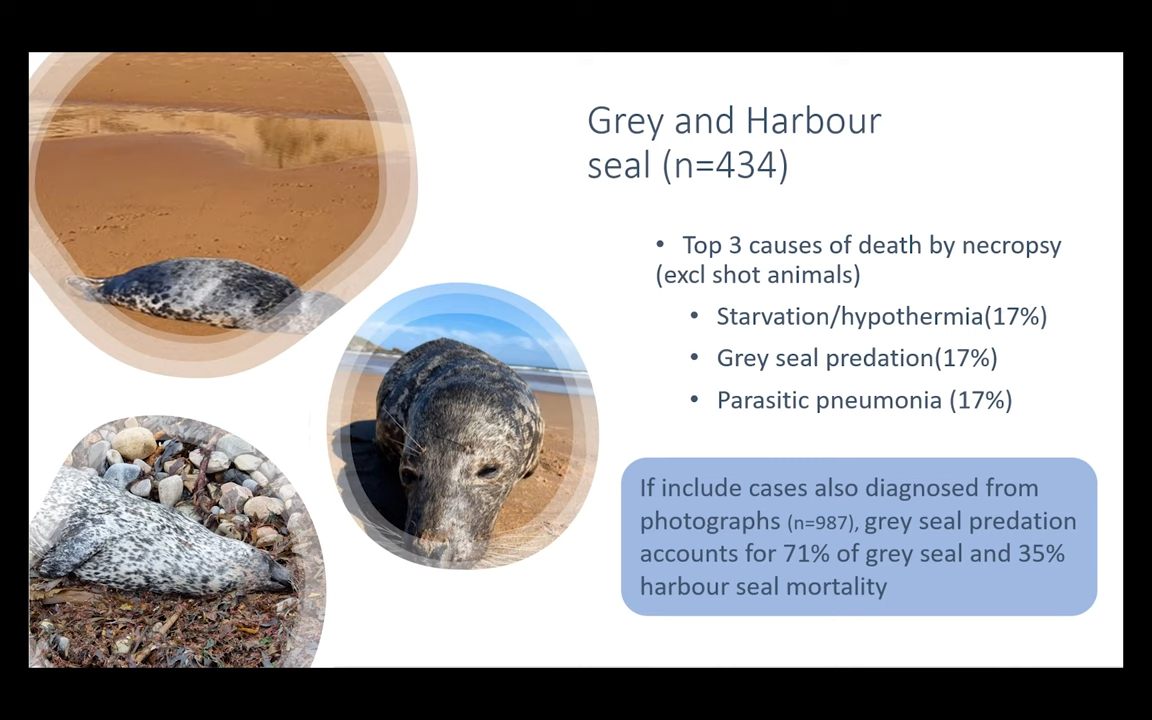 Grey and Harbour
seal (n=434)
• Top 3 causes of death by necropsy
(excl shot animals)
• Starvation/hypothermia(17%)
• Grey seal predation(17%)
• Parasitic pneumonia (17%)
If include cases also diagnosed from
photographs (n=987), grey seal predation
accounts for 71% of grey seal and 35%
harbour seal mortality